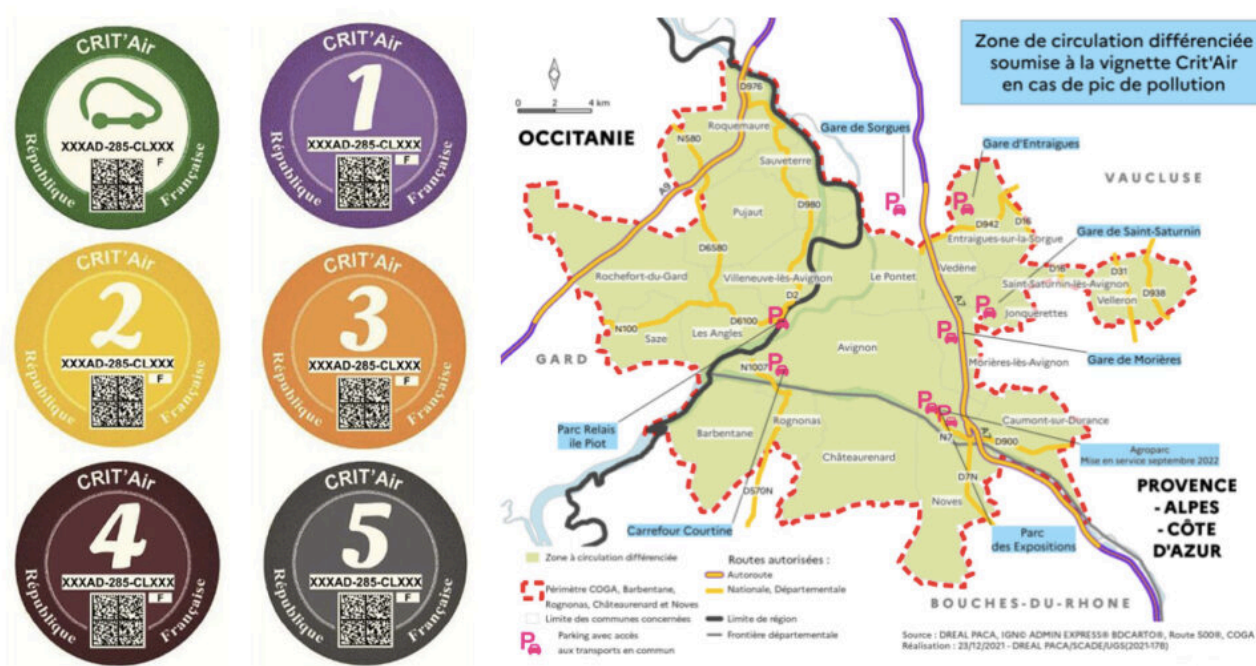 CRIT'Air
XXXAD-285-CLXXX
F
République Française
CRIT'Air
1
XXXAD-285-CLXXX
F
République Française
CRIT'Air
2
XXXAD-285-CLXXX
F
République Française
CRIT'Air
3
XXXAD-285-CLXXX
F
République Française
CRIT'Air
4
XXXAD-285-CLXXX
F
République Française
CRIT'Air
5
XXXAD-285-CLXXX
F
République Française
Zone de circulation différenciée
soumise à la vignette Crit'Air
en cas de pic de pollution
0 2 4 km
OCCITANIE
D976
Roquemaure
Gare de Sorgues
Gare d'Entraigues
N580
Sauveterre
VAUCLUSE
A9
Pujaut
D980
D942
D16
Entraigues-sur-la-Sorgue
Gare de Saint-Saturnin
D6580
Rochefort-du-Gard
Villeneuve-lès-Avignon
Le Pontet
Vedène
D16
Saint-Saturnin-lès-Avignon
D31
D938
Velleron
D2
A7
Jonquerettes
N100
D6100
Les Angles
Saze
Avignon
GARD
Gare de Morières
Morières-lès-Avignon
N1007
Parc Relais
ile Piot
Barbentane
Rognonas
Caumont-sur-Durance
N7
A7
D900
Agroparc
Mise en service septembre 2022
Châteaurenard
D570N
D7N
Noves
PROVENCE
- ALPES
- CÔTE
D'AZUR
Carrefour Courtine
Parc
des Expositions
Zone à circulation différenciée
Périmètre COGA, Barbentane,
Rognonas, Châteaurenard et Noves
Limite des communes concernées
Parking avec accès
aux transports en commun
Routes autorisées :
Autoroute
Nationale, Départementale
Limite de région
Frontière départementale
BOUCHES-DU-RHONE
Source : DREAL PACA, IGN© ADMIN EXPRESS® BDCARTO®, Route 500®, COGA
Réalisation : 23/12/2021 - DREAL PACA/SCADE/UGS(2021-178)